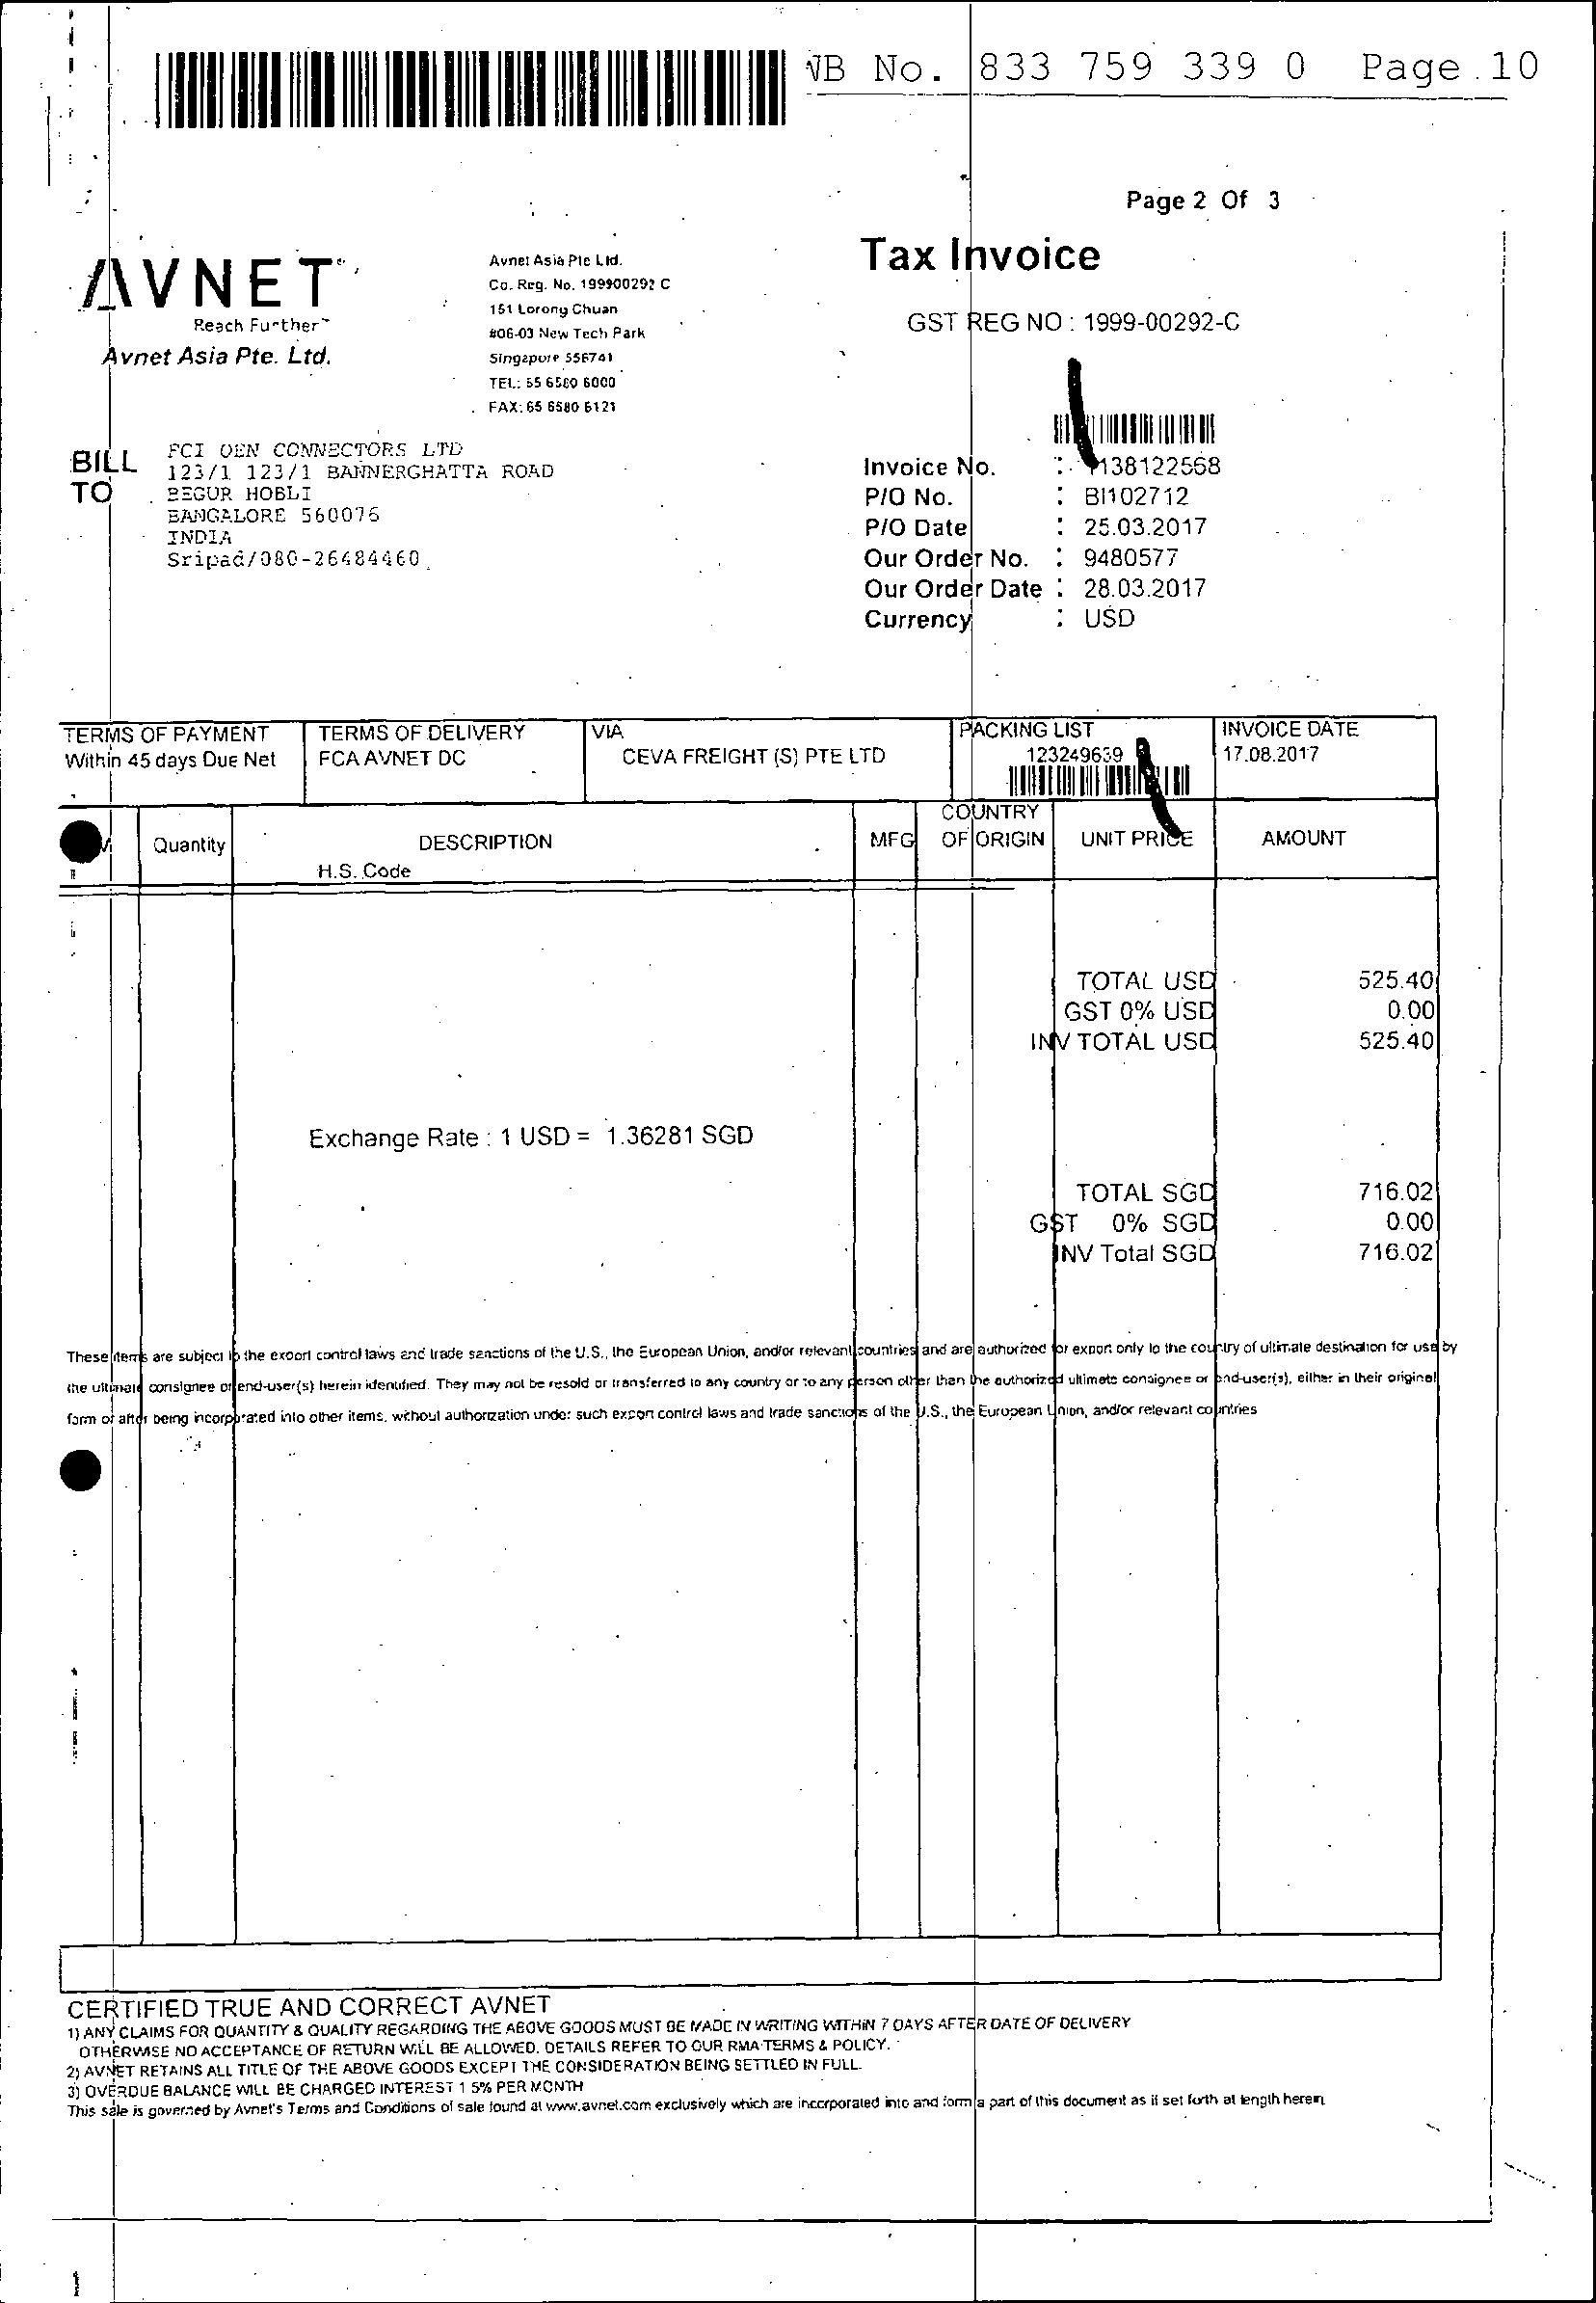 No. 833 759 339 0 Page 10
Page 2 Of 3
AVNET
Reach Further™
Avnet Asia Pte. Ltd.
Avnet Asia Pte Ltd.
Co. Reg. No. 199900292 C
151 Lorong Chuan
#06-03 New Tech Park
Singapore 556741
TEL: 65 6580 6000
FAX: 65 6580 6121
Tax Invoice
GST REG NO : 1999-00292-C
BILL TO
FCI OEN CONNECTORS LTD
123/1 123/1 BANNERGHATTA ROAD
BEGUR HOBLI
BANGALORE 560076
INDIA
Sripad/080-26484460
Invoice No. : 1138122568
P/O No. : BI102712
P/O Date : 25.03.2017
Our Order No. : 9480577
Our Order Date : 28.03.2017
Currency : USD
TERMS OF PAYMENT
Within 45 days Due Net
TERMS OF DELIVERY
FCA AVNET DC
VIA
CEVA FREIGHT (S) PTE LTD
PACKING LIST
123249639
INVOICE DATE
17.08.2017
Quantity
DESCRIPTION
H.S. Code
MFG
COUNTRY
OF ORIGIN
UNIT PRICE
AMOUNT
TOTAL USD 525.40
GST 0% USD 0.00
INV TOTAL USD 525.40
Exchange Rate : 1 USD = 1.36281 SGD
TOTAL SGD 716.02
GST 0% SGD 0.00
INV Total SGD 716.02
These items are subject to the export control laws and trade sanctions of the U.S., the European Union, and/or relevant countries and are authorized for export only to the country of ultimate destination for use by
the ultimate consignee or end-user(s) herein identified. They may not be resold or transferred to any country or to any person other than the authorized ultimate consignee or end-user(s), either in their original
form or after being incorporated into other items, without authorization under such export control laws and trade sanctions of the U.S., the European Union, and/or relevant countries
CERTIFIED TRUE AND CORRECT AVNET
1) ANY CLAIMS FOR QUANTITY & QUALITY REGARDING THE ABOVE GOODS MUST BE MADE IN WRITING WITHIN 7 DAYS AFTER DATE OF DELIVERY
OTHERWISE NO ACCEPTANCE OF RETURN WILL BE ALLOWED. DETAILS REFER TO OUR RMA TERMS & POLICY.
2) AVNET RETAINS ALL TITLE OF THE ABOVE GOODS EXCEPT THE CONSIDERATION BEING SETTLED IN FULL.
3) OVERDUE BALANCE WILL BE CHARGED INTEREST 1 5% PER MONTH
This sale is governed by Avnet's Terms and Conditions of sale found at www.avnet.com exclusively which are incorporated into and form a part of this document as if set forth at length herein